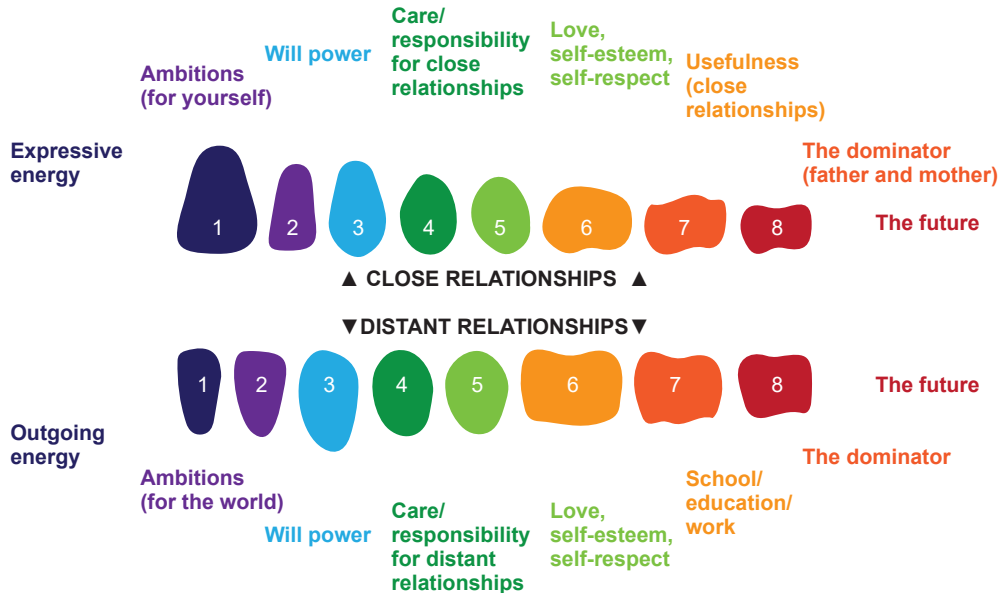 Care/
responsibility
for close
relationships
Love,
self-esteem,
self-respect
Will power
Usefulness
(close
relationships)
Ambitions
(for yourself)
Expressive
energy
The dominator
(father and mother)
1 2 3 4 5 6 7 8
The future
▲ CLOSE RELATIONSHIPS ▲
▼DISTANT RELATIONSHIPS▼
1 2 3 4 5 6 7 8
The future
Outgoing
energy
The dominator
Ambitions
(for the world)
School/
education/
work
Will power
Care/
responsibility
for distant
relationships
Love,
self-esteem,
self-respect